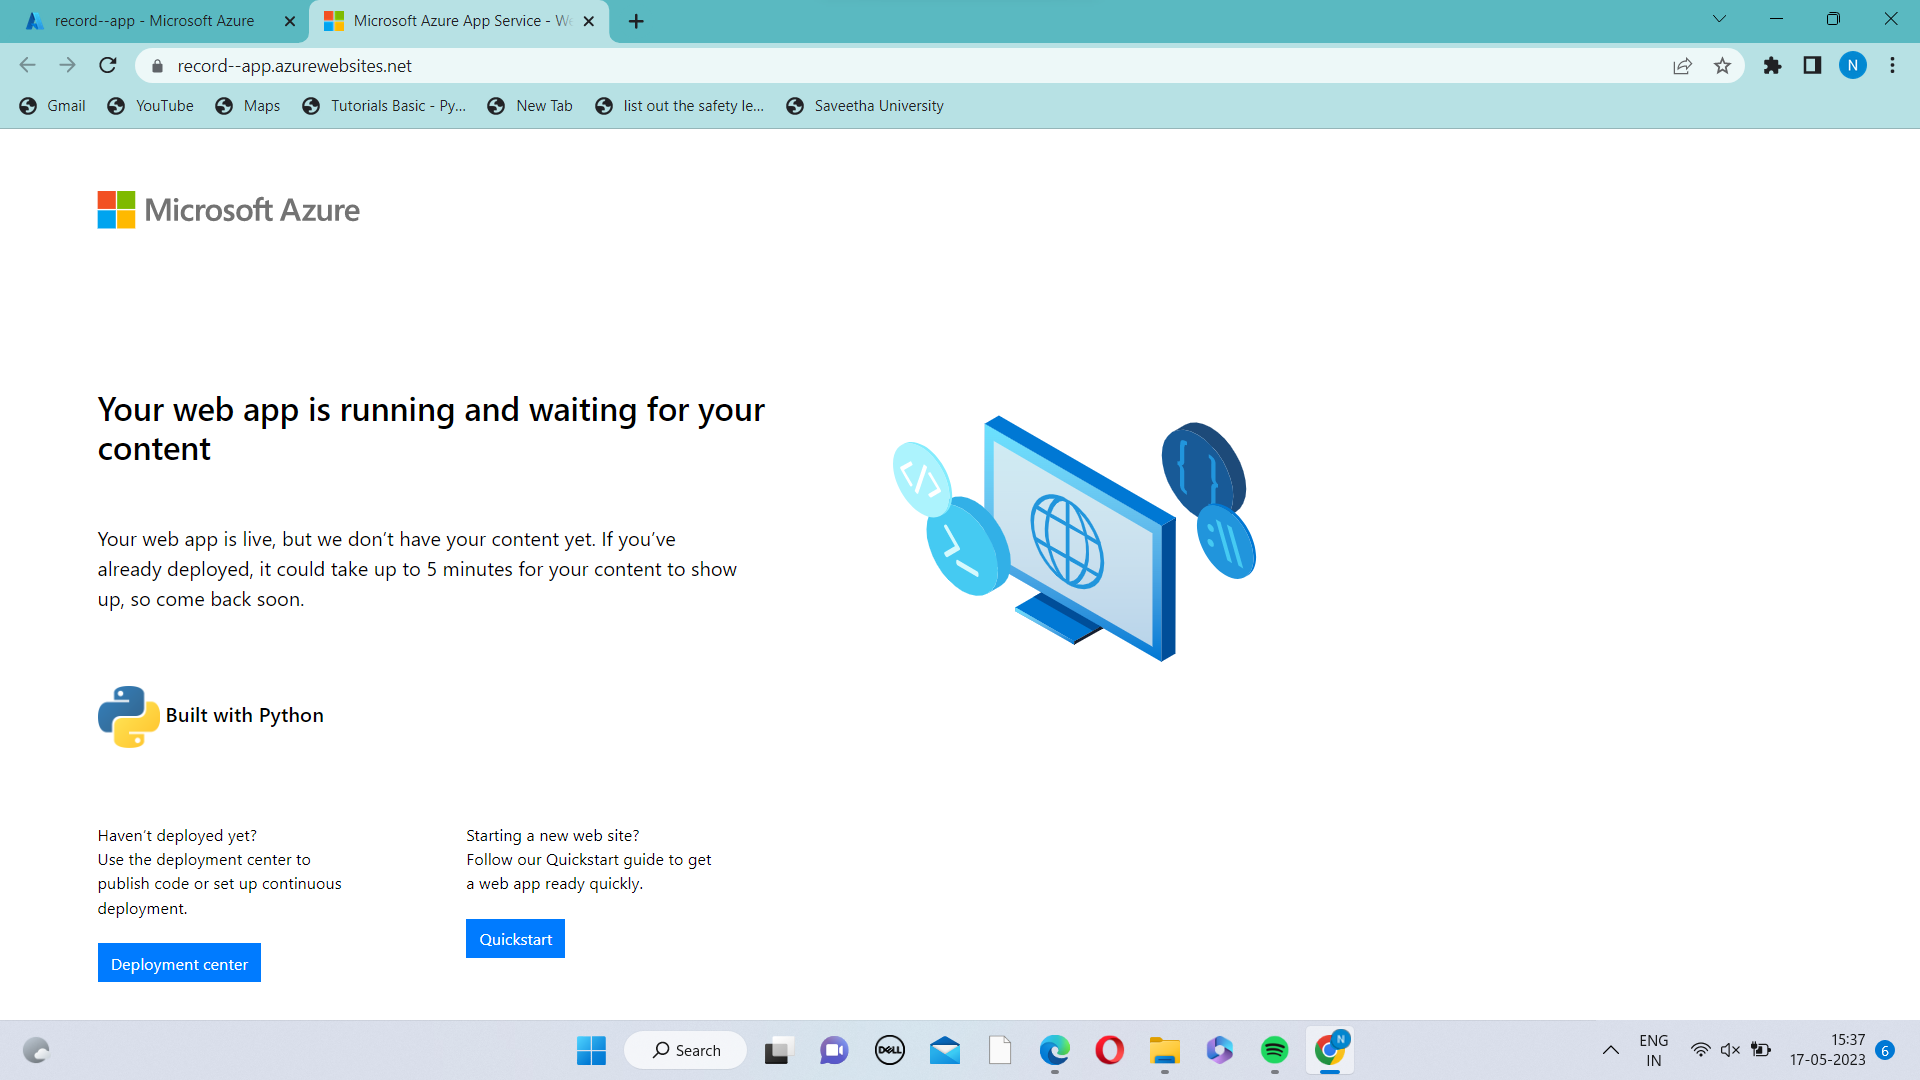 record--app - Microsoft Azure
Microsoft Azure App Service - We
record--app.azurewebsites.net
N
Gmail
YouTube
Maps
Tutorials Basic - Py...
New Tab
list out the safety le...
Saveetha University
Microsoft Azure
Your web app is running and waiting for your
content
Your web app is live, but we don’t have your content yet. If you’ve
already deployed, it could take up to 5 minutes for your content to show
up, so come back soon.
Built with Python
Haven’t deployed yet?
Use the deployment center to
publish code or set up continuous
deployment.
Deployment center
Starting a new web site?
Follow our Quickstart guide to get
a web app ready quickly.
Quickstart
Search
DELL
N
ENG
IN
15:37
17-05-2023
6